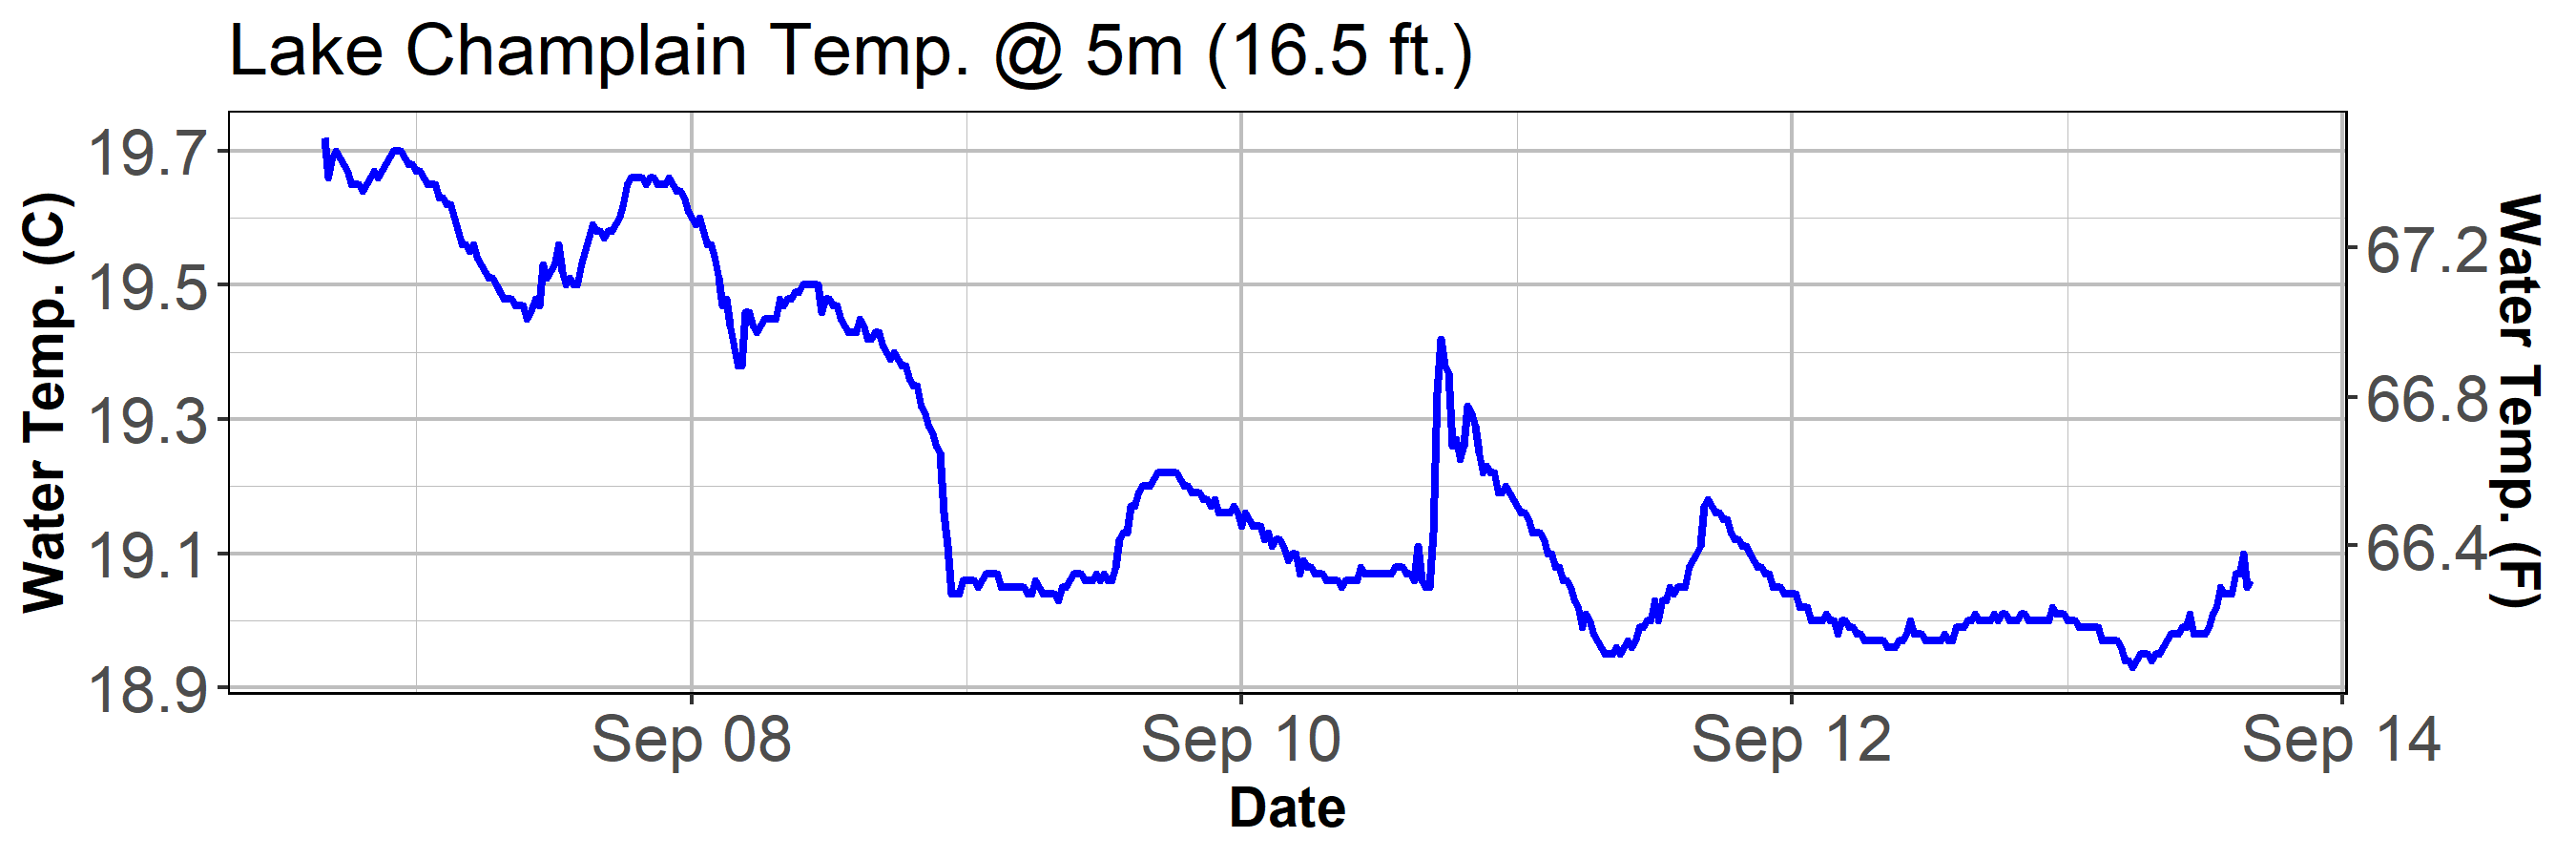 Lake Champlain Temp. @ 5m (16.5 ft.)
Water Temp. (C)
19.7
19.5
19.3
19.1
18.9
67.2
66.8
66.4
Water Temp. (F)
Sep 08 Sep 10 Sep 12 Sep 14
Date